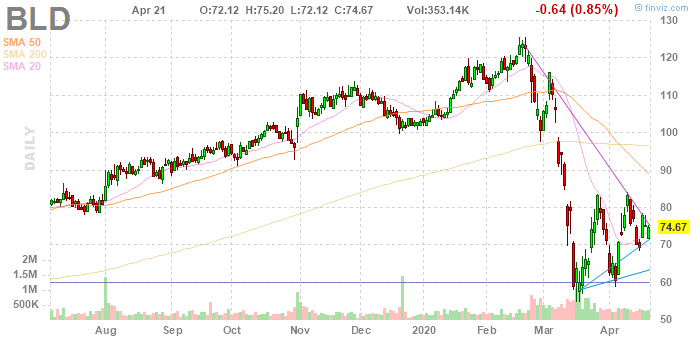 BLD
Apr 21 O:72.12 H:75.20 L:72.12 C:74.67 Vol:353.14K -0.64 (0.85%)
© finviz.com
SMA 50
SMA 200
SMA 20
DAILY
130
120
110
100
90
80
74.67
70
60
50
2M
1.5M
1M
500K
Aug Sep Oct Nov Dec 2020 Feb Mar Apr